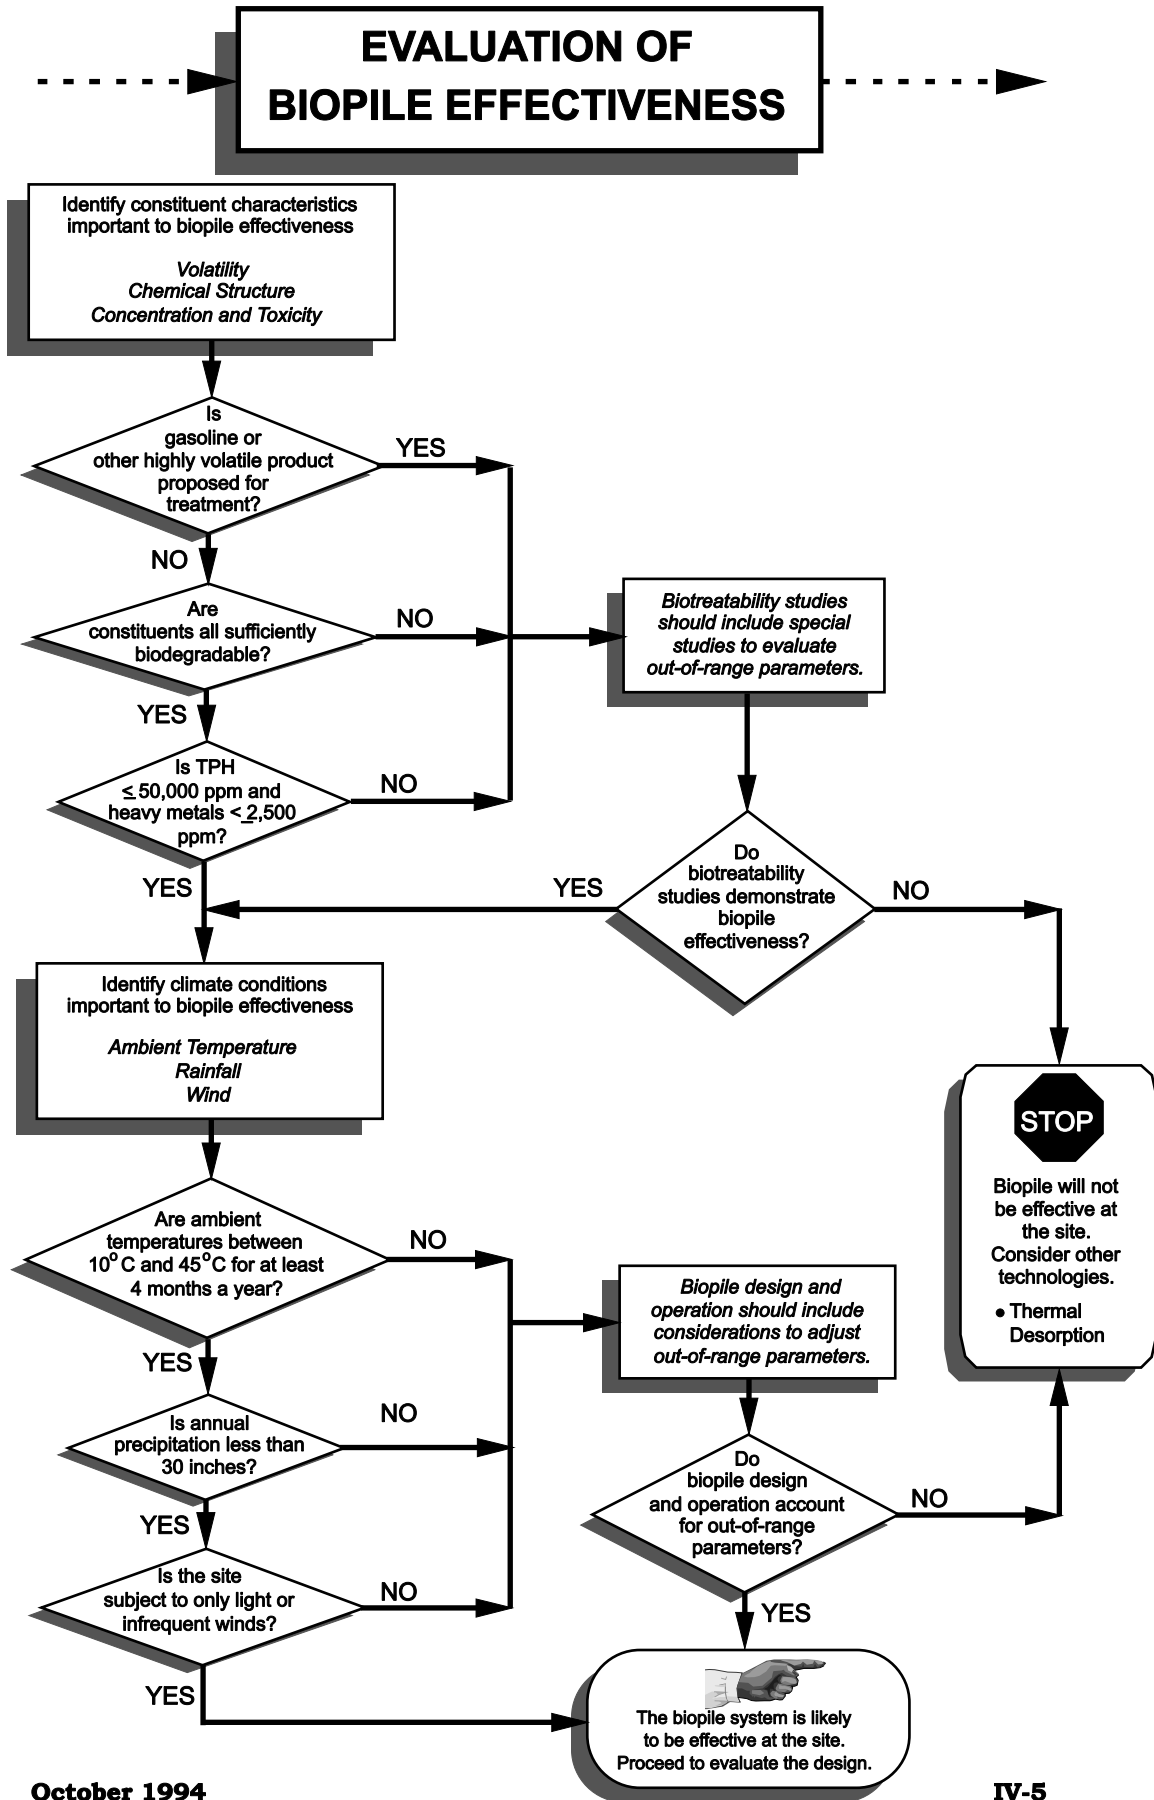 EVALUATION OF
BIOPILE EFFECTIVENESS
Identify constituent characteristics
important to biopile effectiveness
Volatility
Chemical Structure
Concentration and Toxicity
Is
gasoline or
other highly volatile product
proposed for
treatment?
YES
NO
Are
constituents all sufficiently
biodegradable?
NO
YES
Is TPH
≤ 50,000 ppm and
heavy metals ≤ 2,500
ppm?
NO
YES
Biotreatability studies
should include special
studies to evaluate
out-of-range parameters.
Do
biotreatability
studies demonstrate
biopile
effectiveness?
YES
NO
Identify climate conditions
important to biopile effectiveness
Ambient Temperature
Rainfall
Wind
STOP
Biopile will not
be effective at
the site.
Consider other
technologies.
● Thermal
Desorption
Are ambient
temperatures between
10°C and 45°C for at least
4 months a year?
NO
YES
Is annual
precipitation less than
30 inches?
NO
YES
Is the site
subject to only light or
infrequent winds?
NO
YES
Biopile design and
operation should include
considerations to adjust
out-of-range parameters.
Do
biopile design
and operation account
for out-of-range
parameters?
NO
YES
The biopile system is likely
to be effective at the site.
Proceed to evaluate the design.
October 1994
IV-5